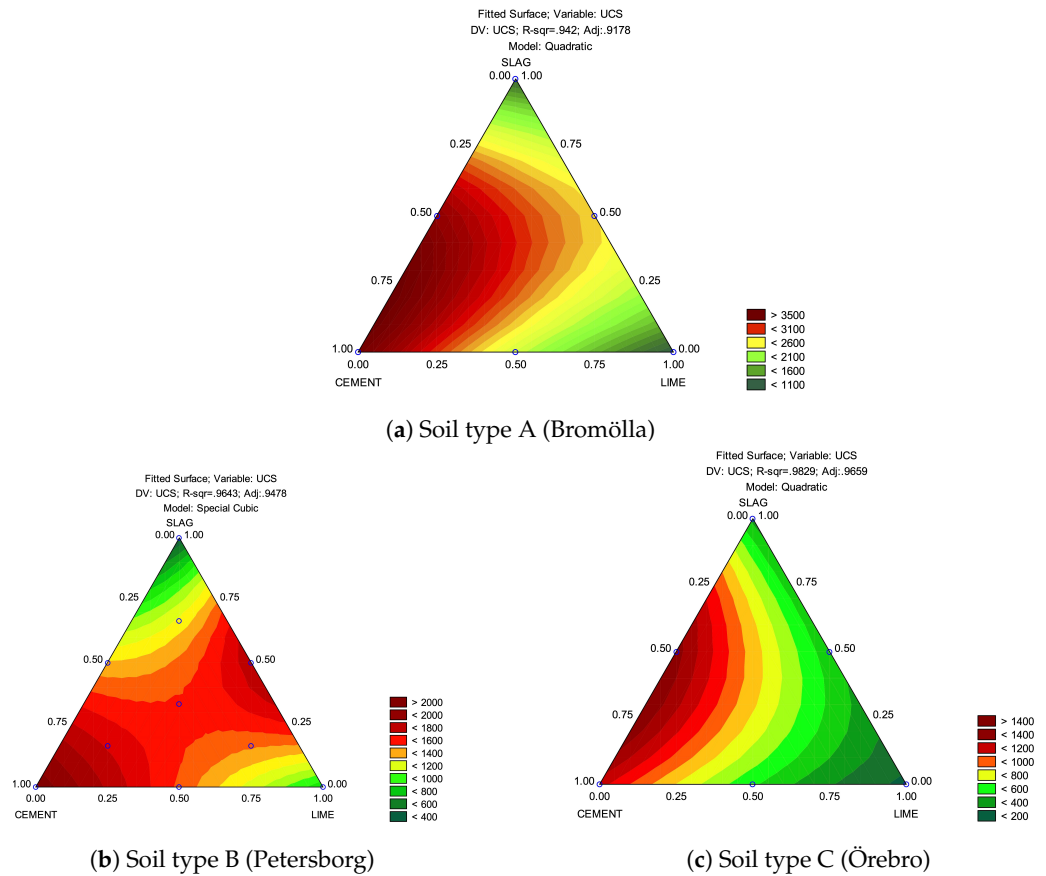 Fitted Surface; Variable: UCS
DV: UCS; R-sqr=.942; Adj:.9178
Model: Quadratic
SLAG
0.00 1.00
0.25 0.75
0.50 0.50
0.75 0.25
1.00 0.00
0.00 0.25 0.50 0.75 1.00
CEMENT LIME
> 3500
< 3100
< 2600
< 2100
< 1600
< 1100
(a) Soil type A (Bromölla)
Fitted Surface; Variable: UCS
DV: UCS; R-sqr=.9643; Adj:.9478
Model: Special Cubic
SLAG
0.00 1.00
0.25 0.75
0.50 0.50
0.75 0.25
1.00 0.00
0.00 0.25 0.50 0.75 1.00
CEMENT LIME
> 2000
< 2000
< 1800
< 1600
< 1400
< 1200
< 1000
< 800
< 600
< 400
(b) Soil type B (Petersborg)
Fitted Surface; Variable: UCS
DV: UCS; R-sqr=.9829; Adj:.9659
Model: Quadratic
SLAG
0.00 1.00
0.25 0.75
0.50 0.50
0.75 0.25
1.00 0.00
0.00 0.25 0.50 0.75 1.00
CEMENT LIME
> 1400
< 1400
< 1200
< 1000
< 800
< 600
< 400
< 200
(c) Soil type C (Örebro)